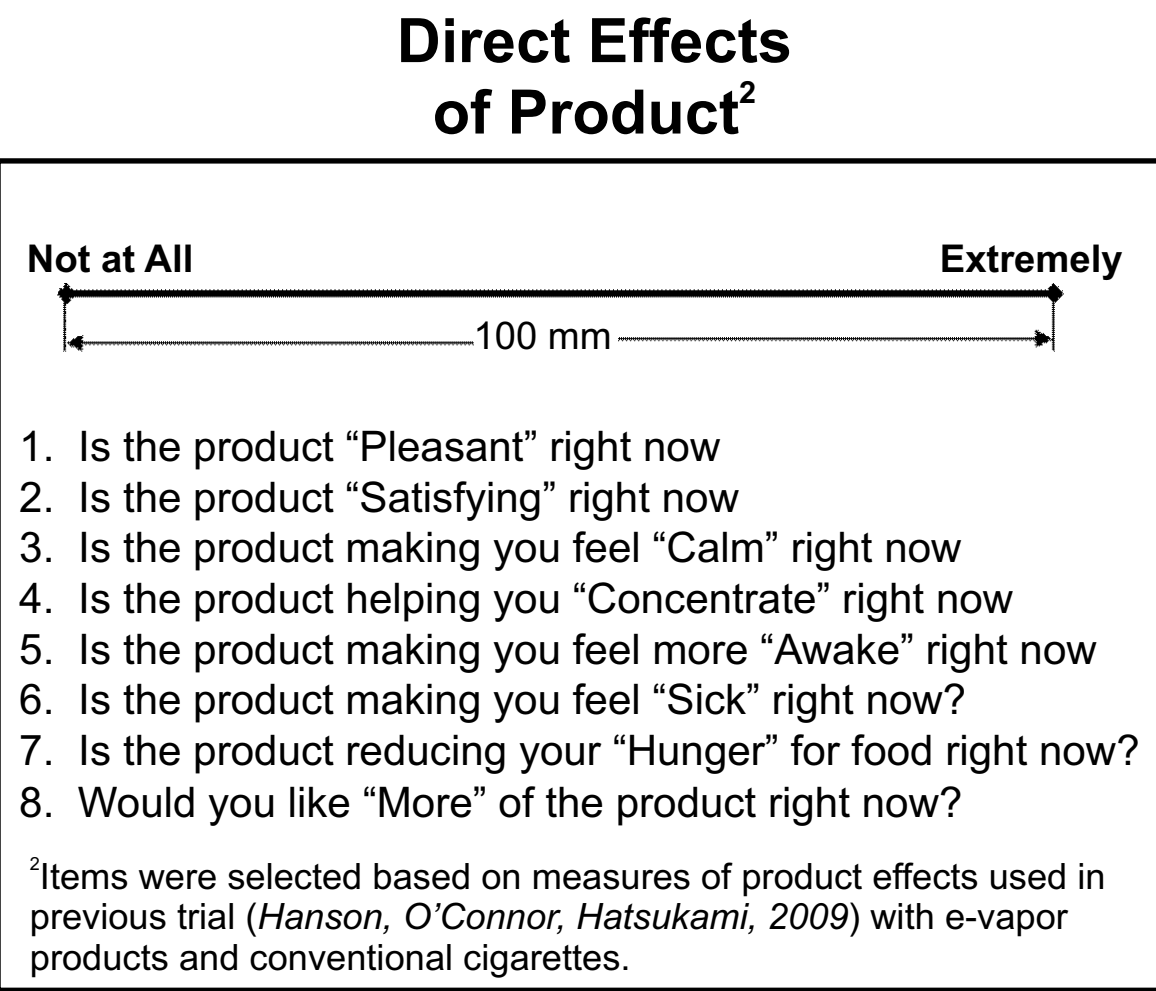 Direct Effects
of Product²
Not at All Extremely
100 mm
1. Is the product “Pleasant” right now
2. Is the product “Satisfying” right now
3. Is the product making you feel “Calm” right now
4. Is the product helping you “Concentrate” right now
5. Is the product making you feel more “Awake” right now
6. Is the product making you feel “Sick” right now?
7. Is the product reducing your “Hunger” for food right now?
8. Would you like “More” of the product right now?
²Items were selected based on measures of product effects used in
previous trial (Hanson, O’Connor, Hatsukami, 2009) with e-vapor
products and conventional cigarettes.